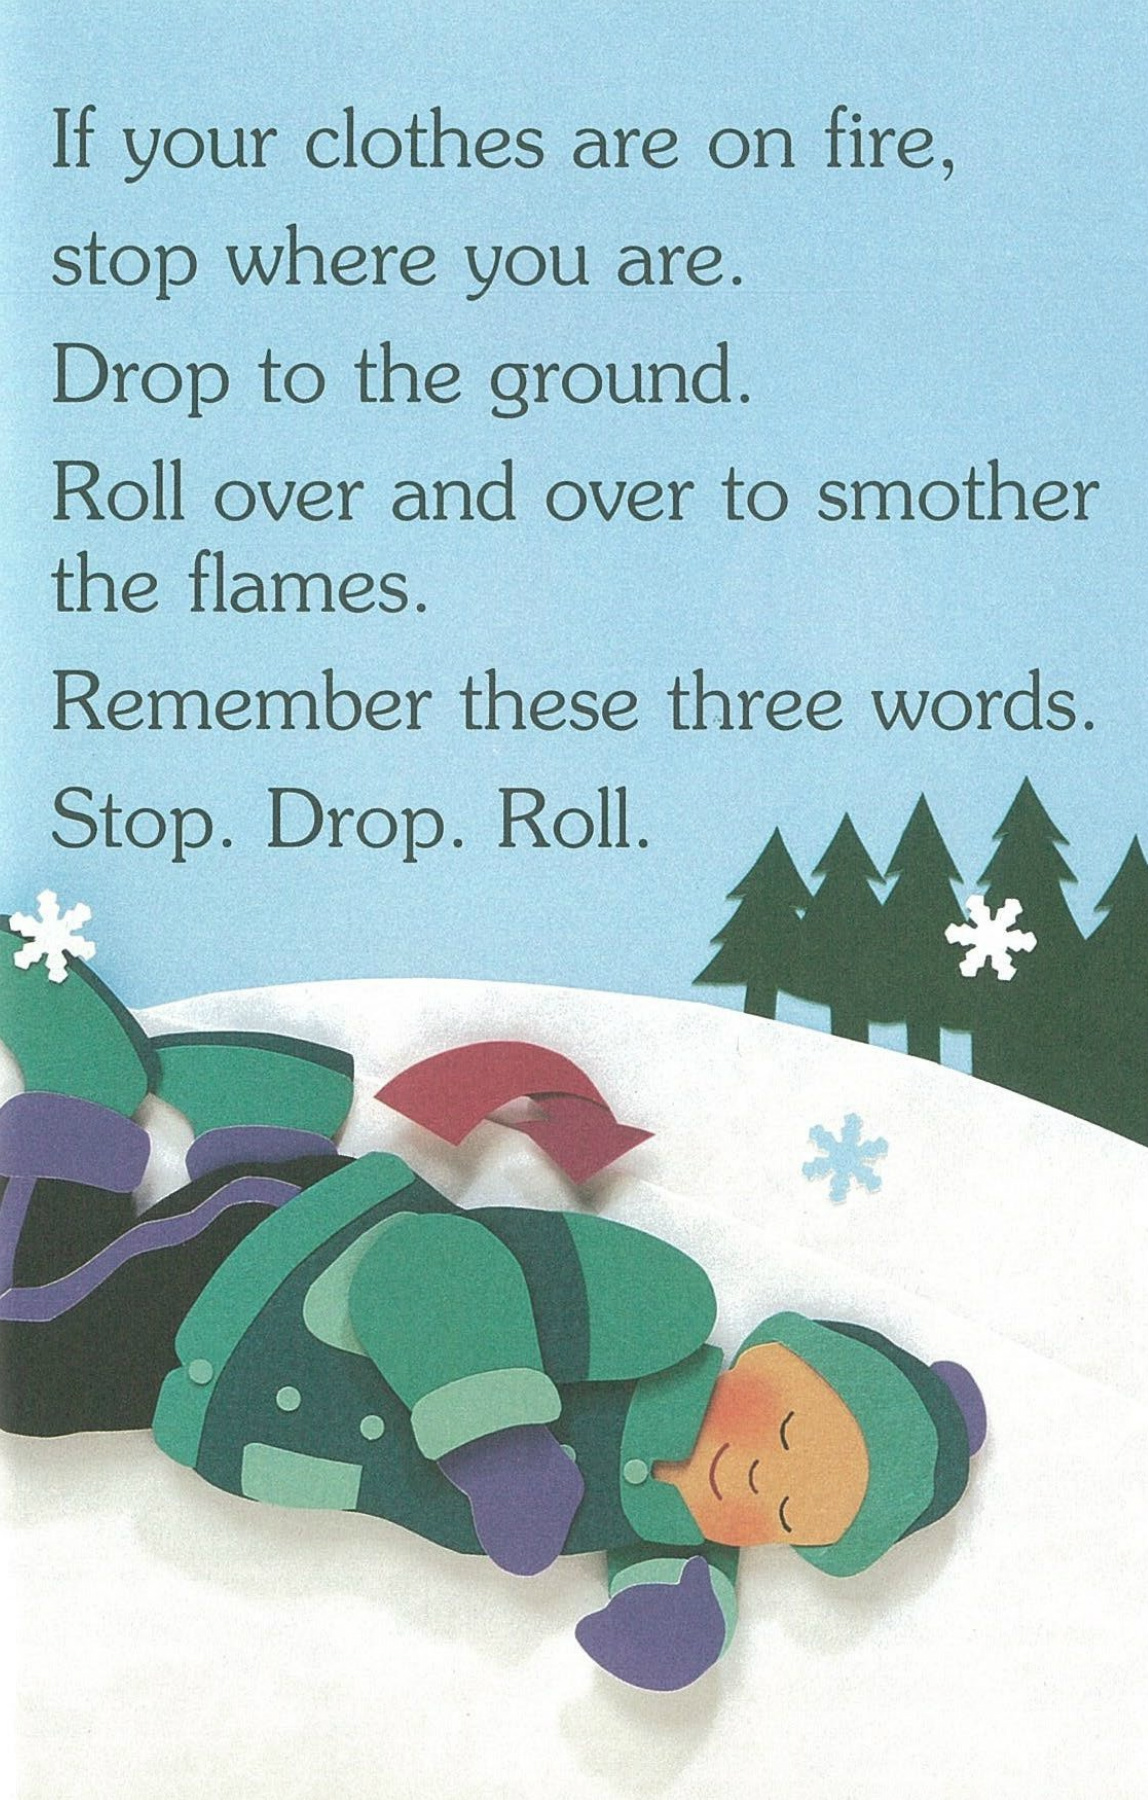 If your clothes are on fire,
stop where you are.
Drop to the ground.
Roll over and over to smother
the flames.
Remember these three words.
Stop. Drop. Roll.